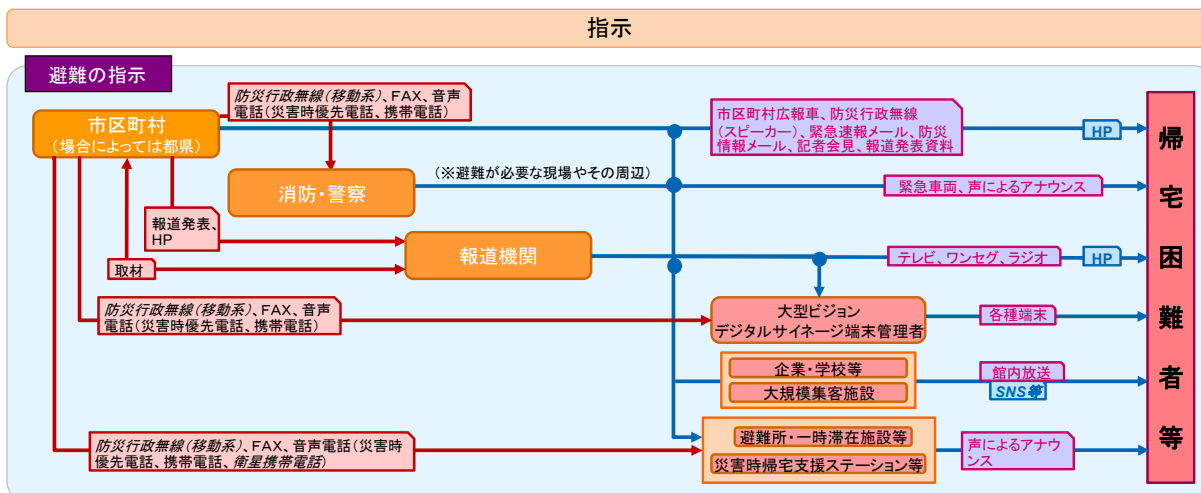 指示
避難の指示
防災行政無線(移動系)、FAX、音声
電話(災害時優先電話、携帯電話)
市区町村
(場合によっては都県)
市区町村広報車、防災行政無線
(スピーカー)、緊急速報メール、防災
情報メール、記者会見、報道発表資料
HP
消防・警察
(※避難が必要な現場やその周辺)
緊急車両、声によるアナウンス
報道発表、
HP
取材
報道機関
テレビ、ワンセグ、ラジオ
HP
防災行政無線(移動系)、FAX、音声
電話(災害時優先電話、携帯電話)
大型ビジョン
デジタルサイネージ端末管理者
各種端末
企業・学校等
大規模集客施設
館内放送
SNS等
防災行政無線(移動系)、FAX、音声電話(災害時
優先電話、携帯電話、衛星携帯電話)
避難所・一時滞在施設等
災害時帰宅支援ステーション等
声によるアナウ
ンス
帰宅困難者等